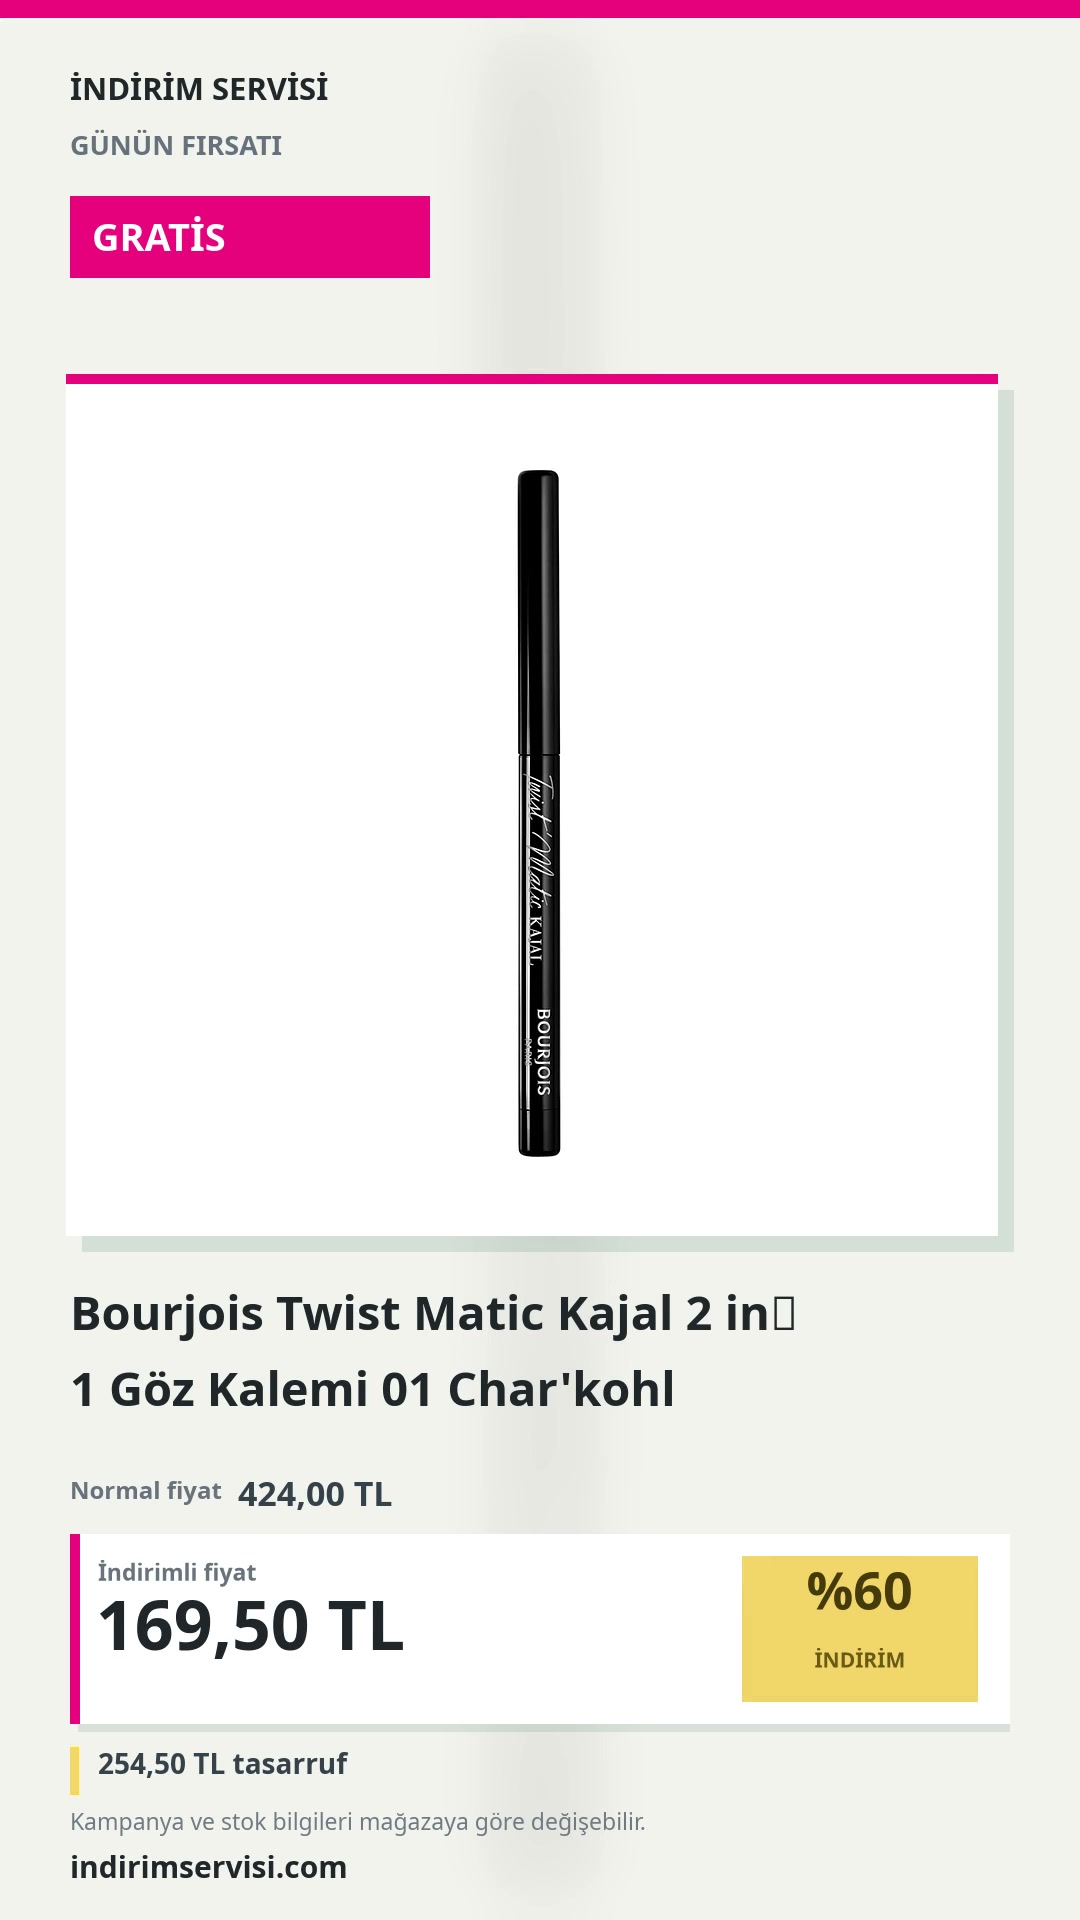 İNDİRİM SERVİSİ
GÜNÜN FIRSATI
GRATİS
Twist'Matic KAJAL
BOURJOIS
PARIS
Bourjois Twist Matic Kajal 2 in
1 Göz Kalemi 01 Char'kohl
Normal fiyat 424,00 TL
İndirimli fiyat
169,50 TL
%60
İNDİRİM
254,50 TL tasarruf
Kampanya ve stok bilgileri mağazaya göre değişebilir.
indirimservisi.com